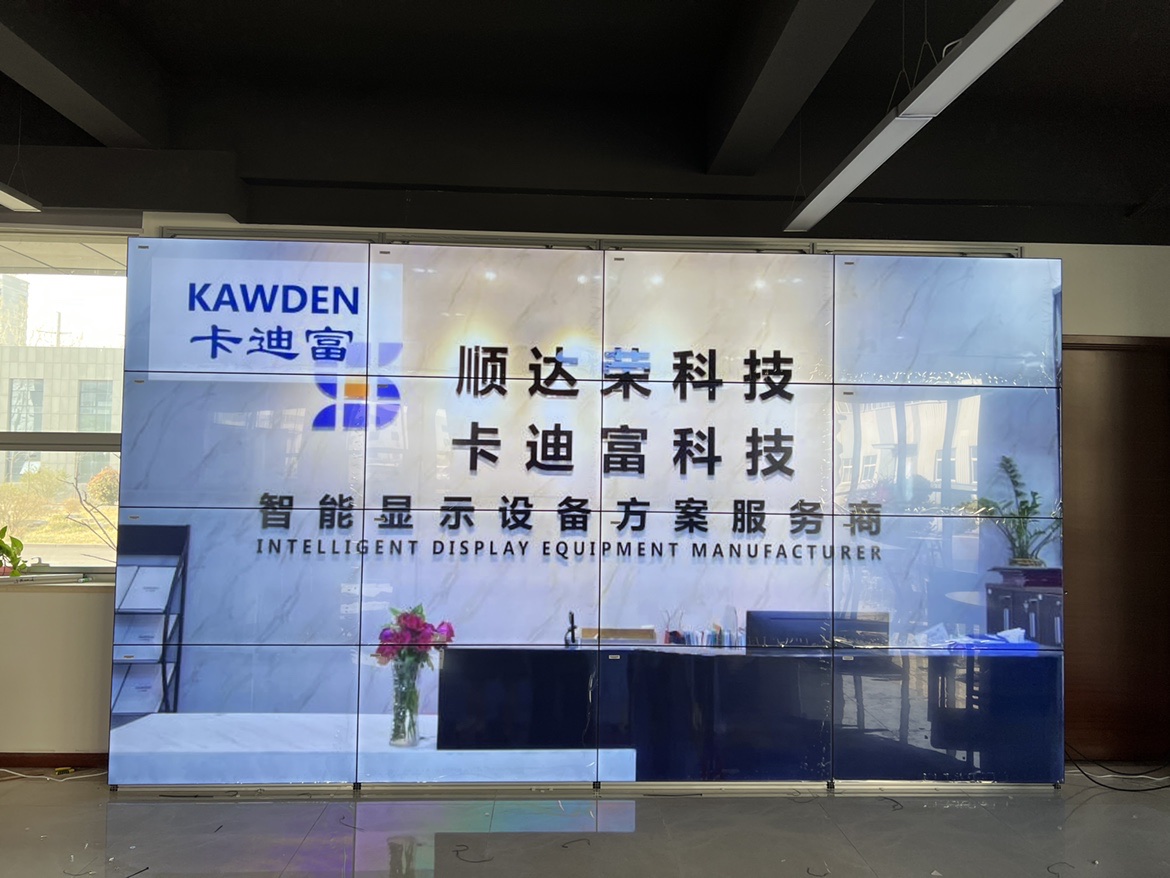 KAWDEN
卡迪富
顺达荣科技
卡迪富科技
智能显示设备方案服务商
INTELLIGENT DISPLAY EQUIPMENT MANUFACTURER